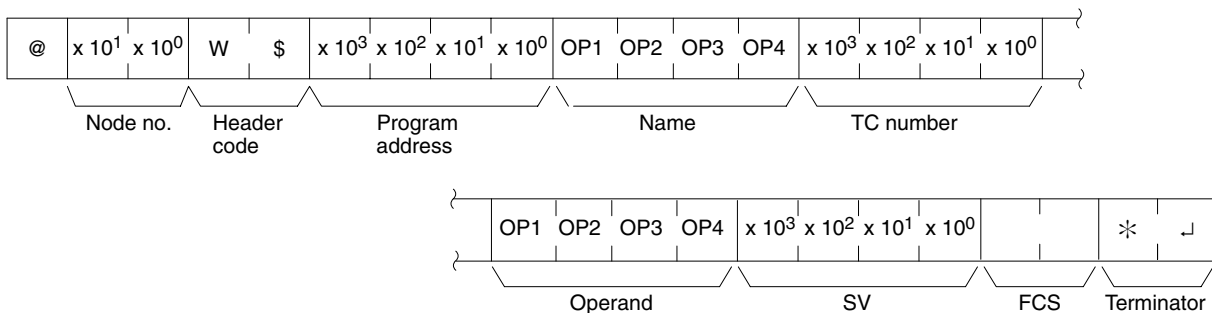 @ x 10¹ x 10⁰ W $ x 10³ x 10² x 10¹ x 10⁰ OP1 OP2 OP3 OP4 x 10³ x 10² x 10¹ x 10⁰
Node no. Header code Program address Name TC number
OP1 OP2 OP3 OP4 x 10³ x 10² x 10¹ x 10⁰ * ↵
Operand SV FCS Terminator